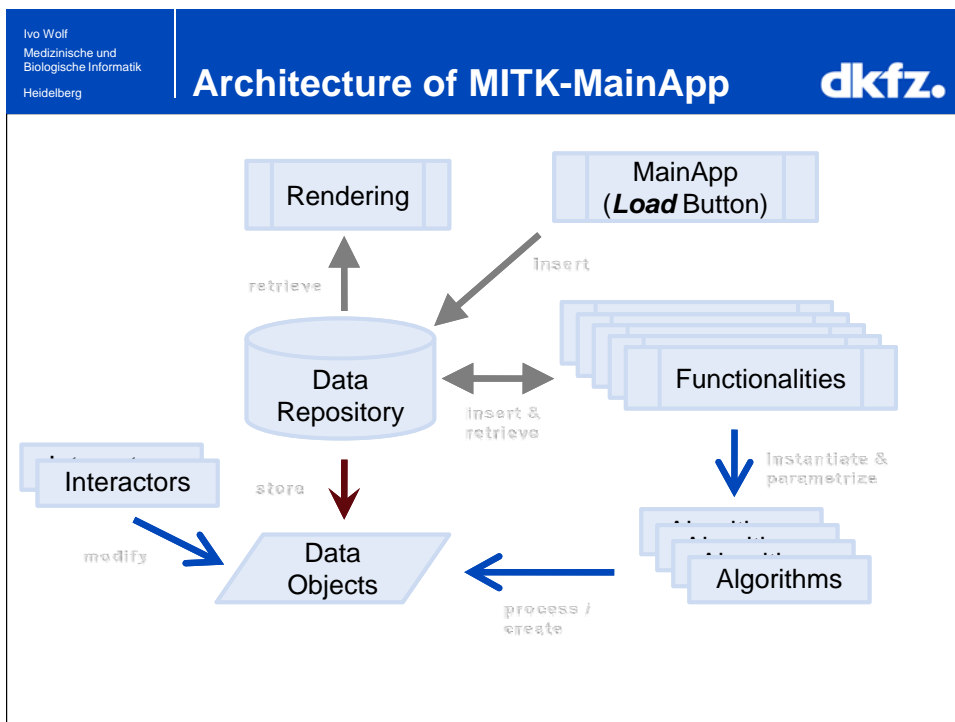 Ivo Wolf
Medizinische und
Biologische Informatik
Heidelberg
Architecture of MITK-MainApp
dkfz.
Rendering
MainApp
(Load Button)
retrieve
insert
Data
Repository
Functionalities
insert &
retrieve
Interactors
store
instantiate &
parametrize
modify
Data
Objects
Algorithms
process /
create